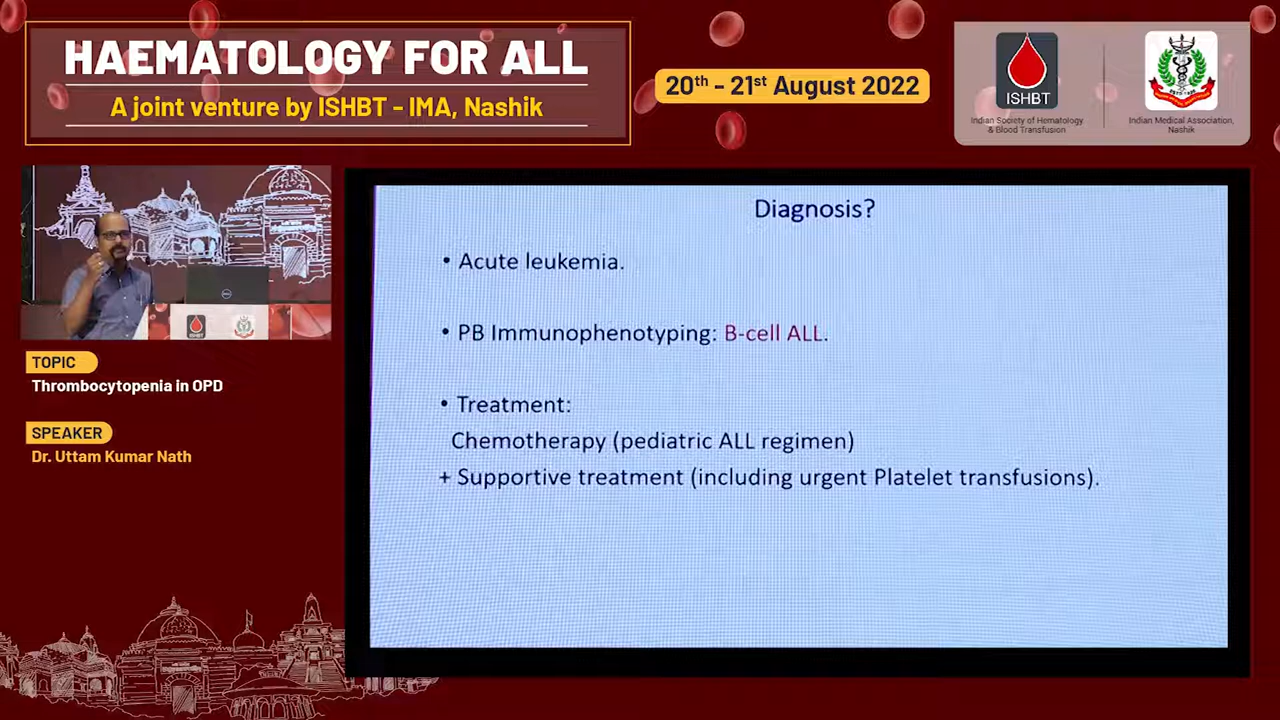 HAEMATOLOGY FOR ALL
A joint venture by ISHBT - IMA, Nashik
20th - 21st August 2022
ISHBT
Indian Society of Hematology
& Blood Transfusion
Indian Medical Association,
Nashik
TOPIC
Thrombocytopenia in OPD
SPEAKER
Dr. Uttam Kumar Nath
Diagnosis?
• Acute leukemia.
• PB Immunophenotyping: B-cell ALL.
• Treatment:
Chemotherapy (pediatric ALL regimen)
+ Supportive treatment (including urgent Platelet transfusions).